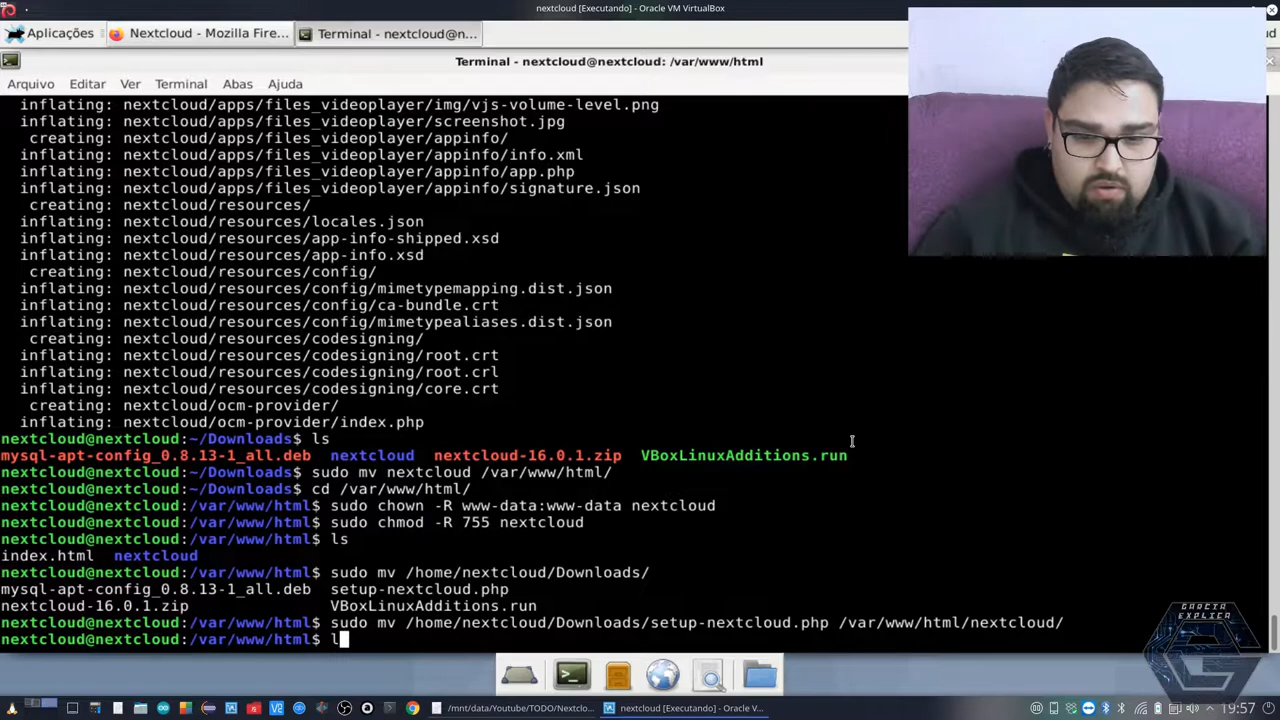 nextcloud [Executando] - Oracle VM VirtualBox
Aplicações
Nextcloud - Mozilla Fire...
Terminal - nextcloud@n...
Terminal - nextcloud@nextcloud: /var/www/html
Arquivo Editar Ver Terminal Abas Ajuda
inflating: nextcloud/apps/files_videoplayer/img/vjs-volume-level.png
inflating: nextcloud/apps/files_videoplayer/screenshot.jpg
creating: nextcloud/apps/files_videoplayer/appinfo/
inflating: nextcloud/apps/files_videoplayer/appinfo/info.xml
inflating: nextcloud/apps/files_videoplayer/appinfo/app.php
inflating: nextcloud/apps/files_videoplayer/appinfo/signature.json
creating: nextcloud/resources/
inflating: nextcloud/resources/locales.json
inflating: nextcloud/resources/app-info-shipped.xsd
inflating: nextcloud/resources/app-info.xsd
creating: nextcloud/resources/config/
inflating: nextcloud/resources/config/mimetypemapping.dist.json
inflating: nextcloud/resources/config/ca-bundle.crt
inflating: nextcloud/resources/config/mimetypealiases.dist.json
creating: nextcloud/resources/codesigning/
inflating: nextcloud/resources/codesigning/root.crt
inflating: nextcloud/resources/codesigning/root.crl
inflating: nextcloud/resources/codesigning/core.crt
creating: nextcloud/ocm-provider/
inflating: nextcloud/ocm-provider/index.php
nextcloud@nextcloud:~/Downloads$ ls
mysql-apt-config_0.8.13-1_all.deb nextcloud nextcloud-16.0.1.zip VBoxLinuxAdditions.run
nextcloud@nextcloud:~/Downloads$ sudo mv nextcloud /var/www/html/
nextcloud@nextcloud:~/Downloads$ cd /var/www/html/
nextcloud@nextcloud:/var/www/html$ sudo chown -R www-data:www-data nextcloud
nextcloud@nextcloud:/var/www/html$ sudo chmod -R 755 nextcloud
nextcloud@nextcloud:/var/www/html$ ls
index.html nextcloud
nextcloud@nextcloud:/var/www/html$ sudo mv /home/nextcloud/Downloads/
mysql-apt-config_0.8.13-1_all.deb setup-nextcloud.php
nextcloud-16.0.1.zip VBoxLinuxAdditions.run
nextcloud@nextcloud:/var/www/html$ sudo mv /home/nextcloud/Downloads/setup-nextcloud.php /var/www/html/nextcloud/
nextcloud@nextcloud:/var/www/html$ l
GARCIA
EXPLICA
/mnt/data/Youtube/TODO/Nextclo...
nextcloud [Executando] - Oracle V...
19:57